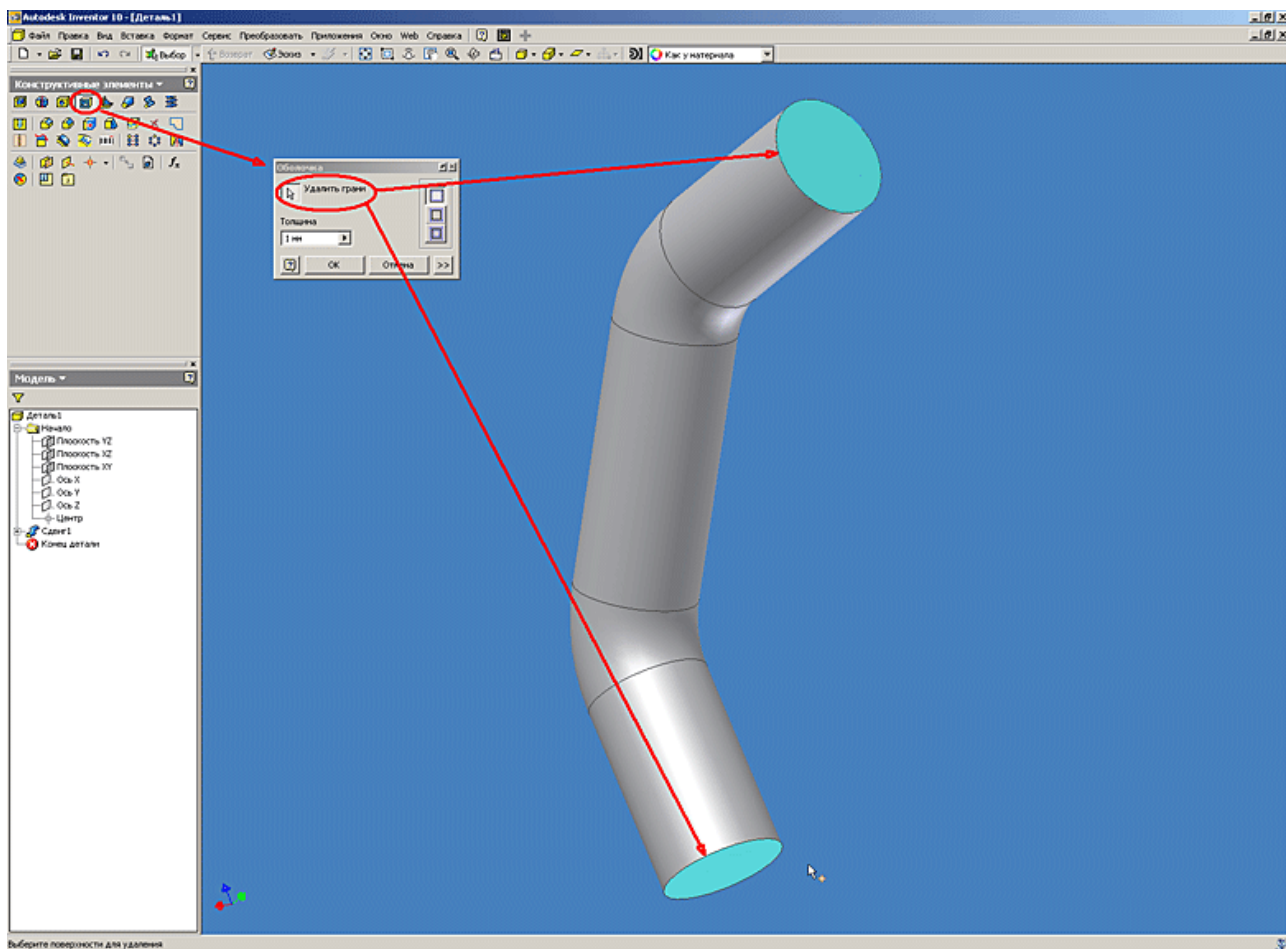 Autodesk Inventor 10 - [Деталь1]
Файл Правка Вид Вставка Формат Сервис Преобразовать Приложения Окно Web Справка
Выбор Возврат Эскиз Как у материала
Конструктивные элементы
Оболочка
Удалить грани
Толщина
1 мм
OK Отмена >>
Модель
Деталь1
Начало
Плоскость YZ
Плоскость XZ
Плоскость XY
Ось X
Ось Y
Ось Z
Центр
Сдвиг1
Конец детали
Выберите поверхности для удаления